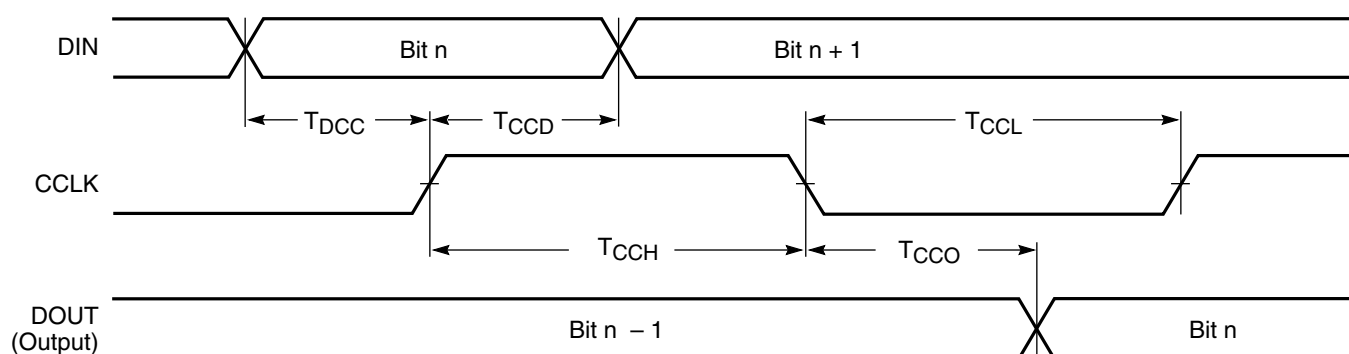 DIN
Bit n
Bit n + 1
TDCC
TCCD
TCCL
CCLK
TCCH
TCCO
DOUT
(Output)
Bit n – 1
Bit n